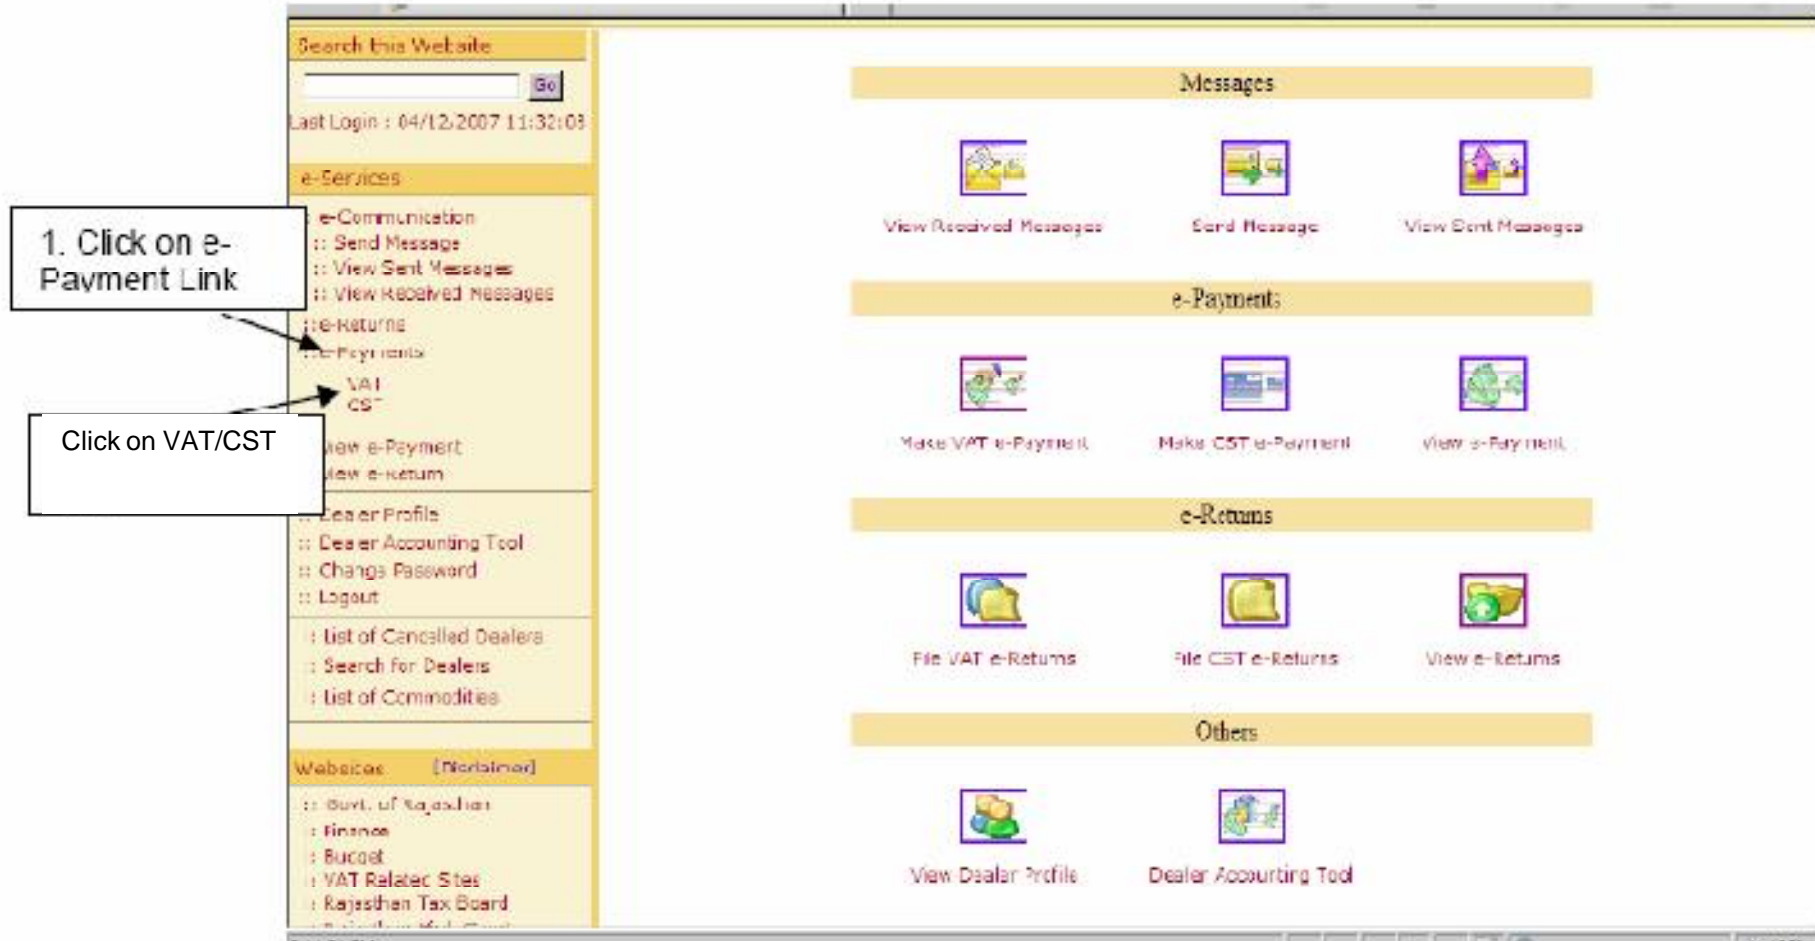 Search this Website
Go
Last Login : 04/12/2007 11:32:03
e-Services
:: e-Communication
:: Send Message
:: View Sent Messages
:: View Received Messages
:: e-Returns
:: e-Payments
VAT
CST
View e-Payment
View e-Return
:: Dealer Profile
:: Dealer Accounting Tool
:: Change Password
:: Logout
: List of Cancelled Dealers
: Search for Dealers
: List of Commodities
Websites [Disclaimer]
:: Govt. of Rajasthan
: Finance
: Budget
: VAT Related Sites
: Rajasthan Tax Board
1. Click on e-
Payment Link
Click on VAT/CST
Messages
View Received Messages Send Message View Sent Messages
e-Payments
Make VAT e-Payment Make CST e-Payment View e-Payment
e-Returns
File VAT e-Returns File CST e-Returns View e-Returns
Others
View Dealer Profile Dealer Accounting Tool